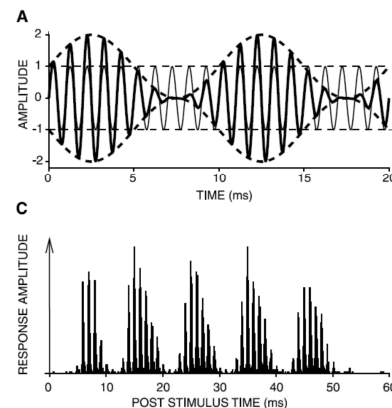 A
AMPLITUDE
2
1
0
-1
-2
0 5 10 15 20
TIME (ms)
C
RESPONSE AMPLITUDE
0 10 20 30 40 50 60
POST STIMULUS TIME (ms)